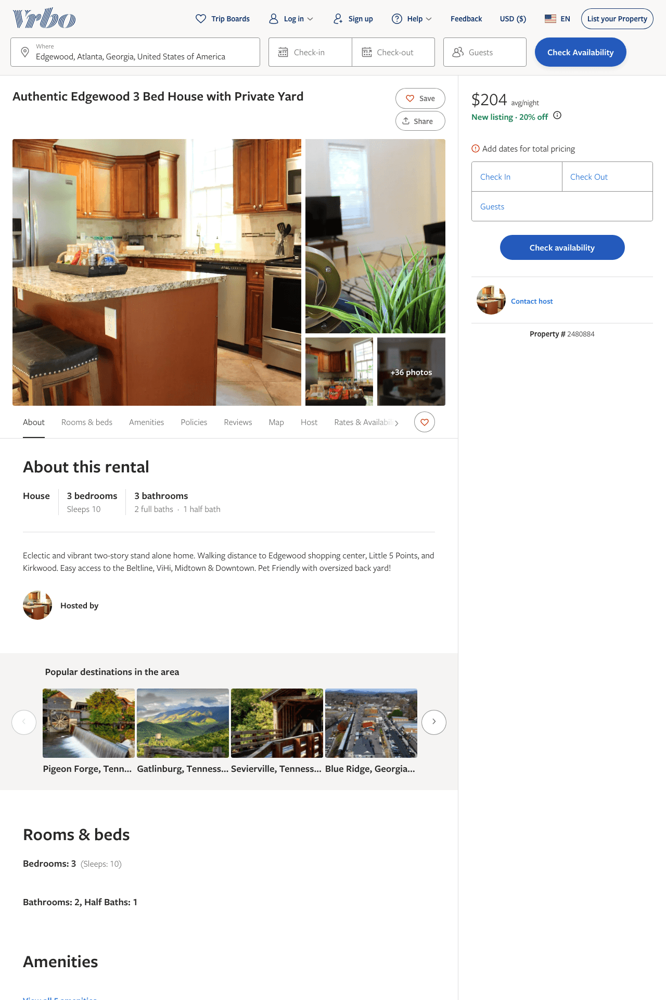 Vrbo
Trip Boards
Log in
Sign up
Help
Feedback
USD ($)
EN
List your Property
Where
Edgewood, Atlanta, Georgia, United States of America
Check-in
Check-out
Guests
Check Availability
Authentic Edgewood 3 Bed House with Private Yard
Save
Share
+36 photos
$204 avg/night
New listing · 20% off
Add dates for total pricing
Check In
Check Out
Guests
Check availability
Contact host
Property # 2480884
About
Rooms & beds
Amenities
Policies
Reviews
Map
Host
Rates & Availabili
About this rental
House
3 bedrooms
Sleeps 10
3 bathrooms
2 full baths · 1 half bath
Eclectic and vibrant two-story stand alone home. Walking distance to Edgewood shopping center, Little 5 Points, and
Kirkwood. Easy access to the Beltline, ViHi, Midtown & Downtown. Pet Friendly with oversized back yard!
Hosted by
Popular destinations in the area
Pigeon Forge, Tenn...
Gatlinburg, Tenness...
Sevierville, Tenness...
Blue Ridge, Georgia...
Rooms & beds
Bedrooms: 3 (Sleeps: 10)
Bathrooms: 2, Half Baths: 1
Amenities
View all 5 amenities